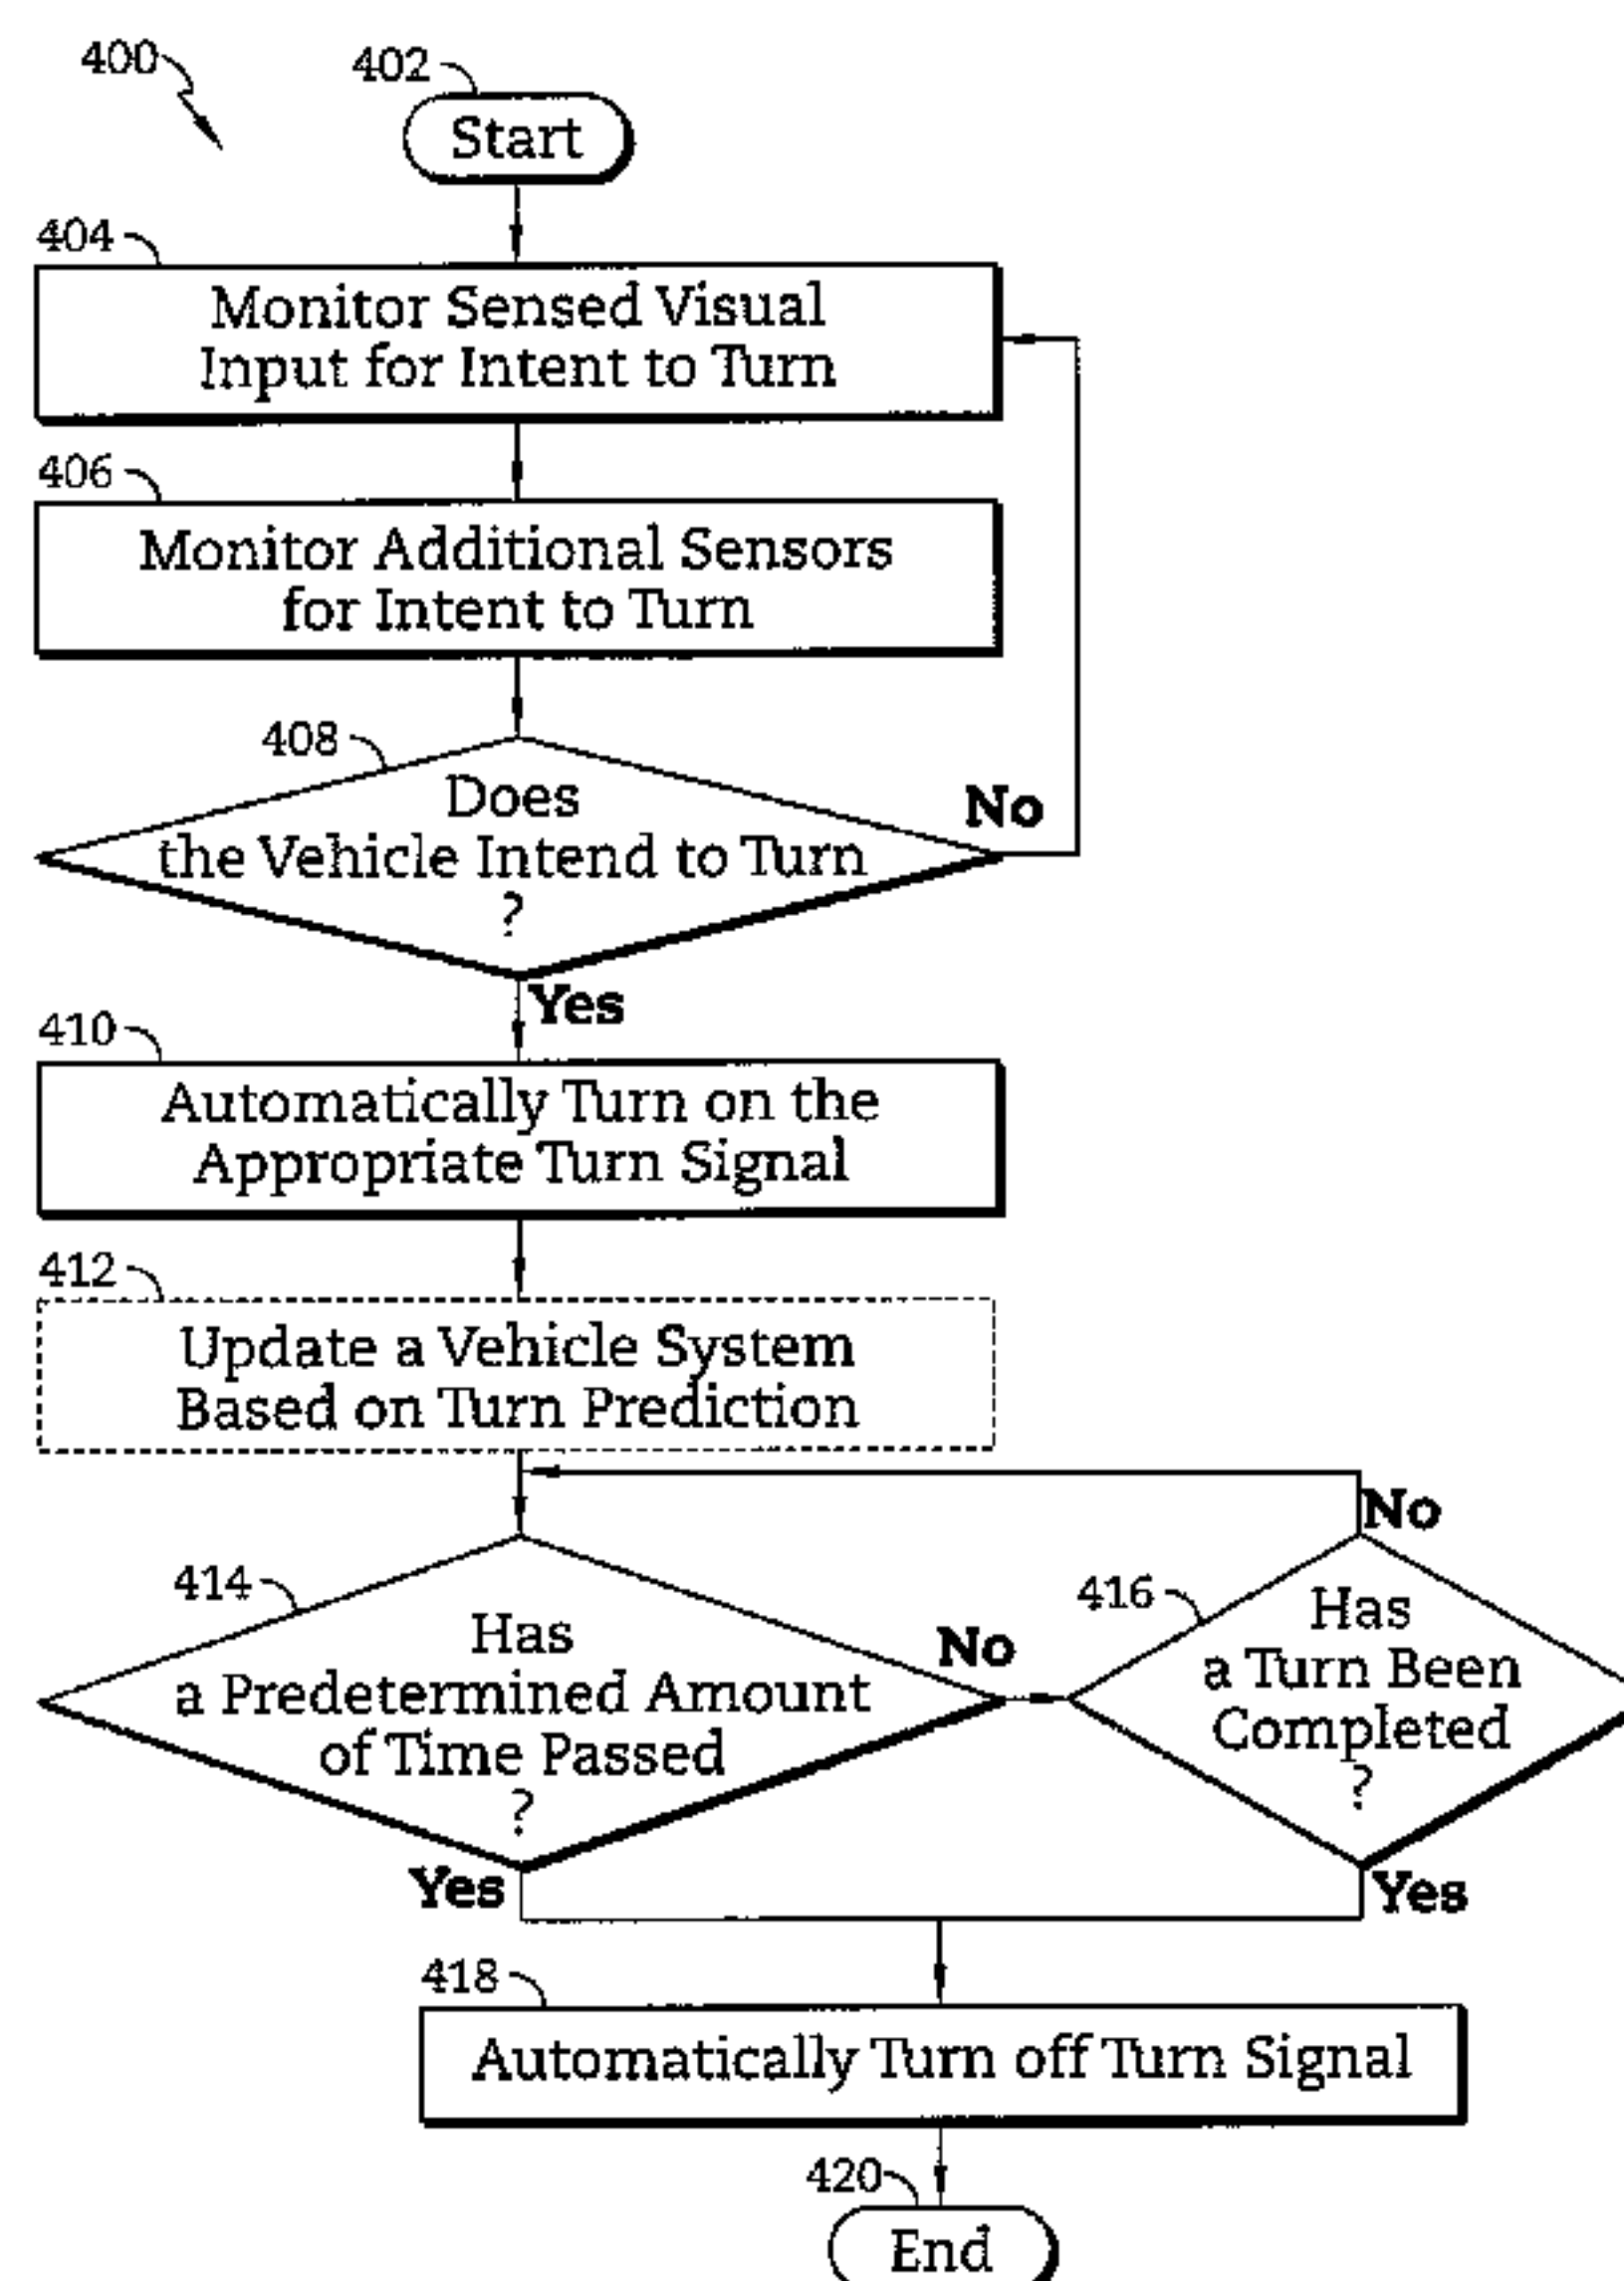 400
402
Start
404
Monitor Sensed Visual
Input for Intent to Turn
406
Monitor Additional Sensors
for Intent to Turn
408
Does
the Vehicle Intend to Turn
?
No
Yes
410
Automatically Turn on the
Appropriate Turn Signal
412
Update a Vehicle System
Based on Turn Prediction
414
Has
a Predetermined Amount
of Time Passed
?
No
Yes
416
Has
a Turn Been
Completed
?
No
Yes
418
Automatically Turn off Turn Signal
420
End